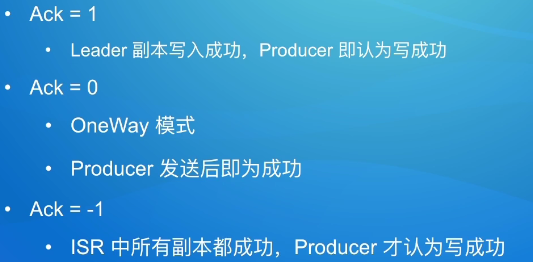 • Ack = 1
• Leader 副本写入成功，Producer 即认为写成功
• Ack = 0
• OneWay 模式
• Producer 发送后即为成功
• Ack = -1
• ISR 中所有副本都成功，Producer 才认为写成功